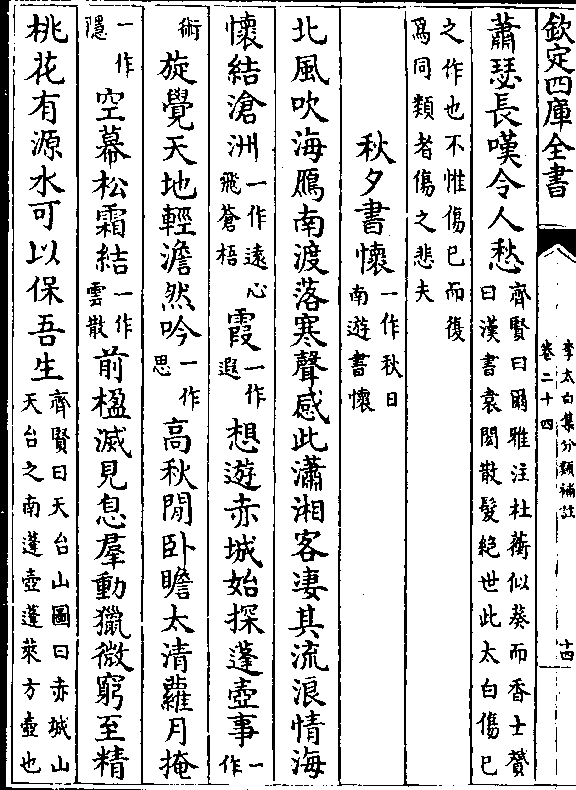 欽定四庫全書
李太白集分類補註
卷二十四
十四
蕭瑟長嘆令人愁
齊賢曰爾雅注杜蘅似葵而香士贇
曰漢書袁閎散髮絶世此太白傷已
之作也不惟傷已而復
爲同類者傷之悲夫
秋夕書懷
一作秋日
南遊書懷
北風吹海鴈南渡落寒聲感此瀟湘客凄其流浪情海
懷結滄洲
一作遠心
飛蒼梧
霞
一作
遐
想遊赤城始探蓬壺事
一
作
術
旋覺天地輕澹然吟
一作
思
高秋閒卧瞻太清蘿月掩
一作
隱
空幕松霜結
一作
雲散
前楹滅見息羣動獵微窮至精
桃花有源水可以保吾生
齊賢曰天台山圖曰赤城山
天台之南蓬壺蓬萊方壺也